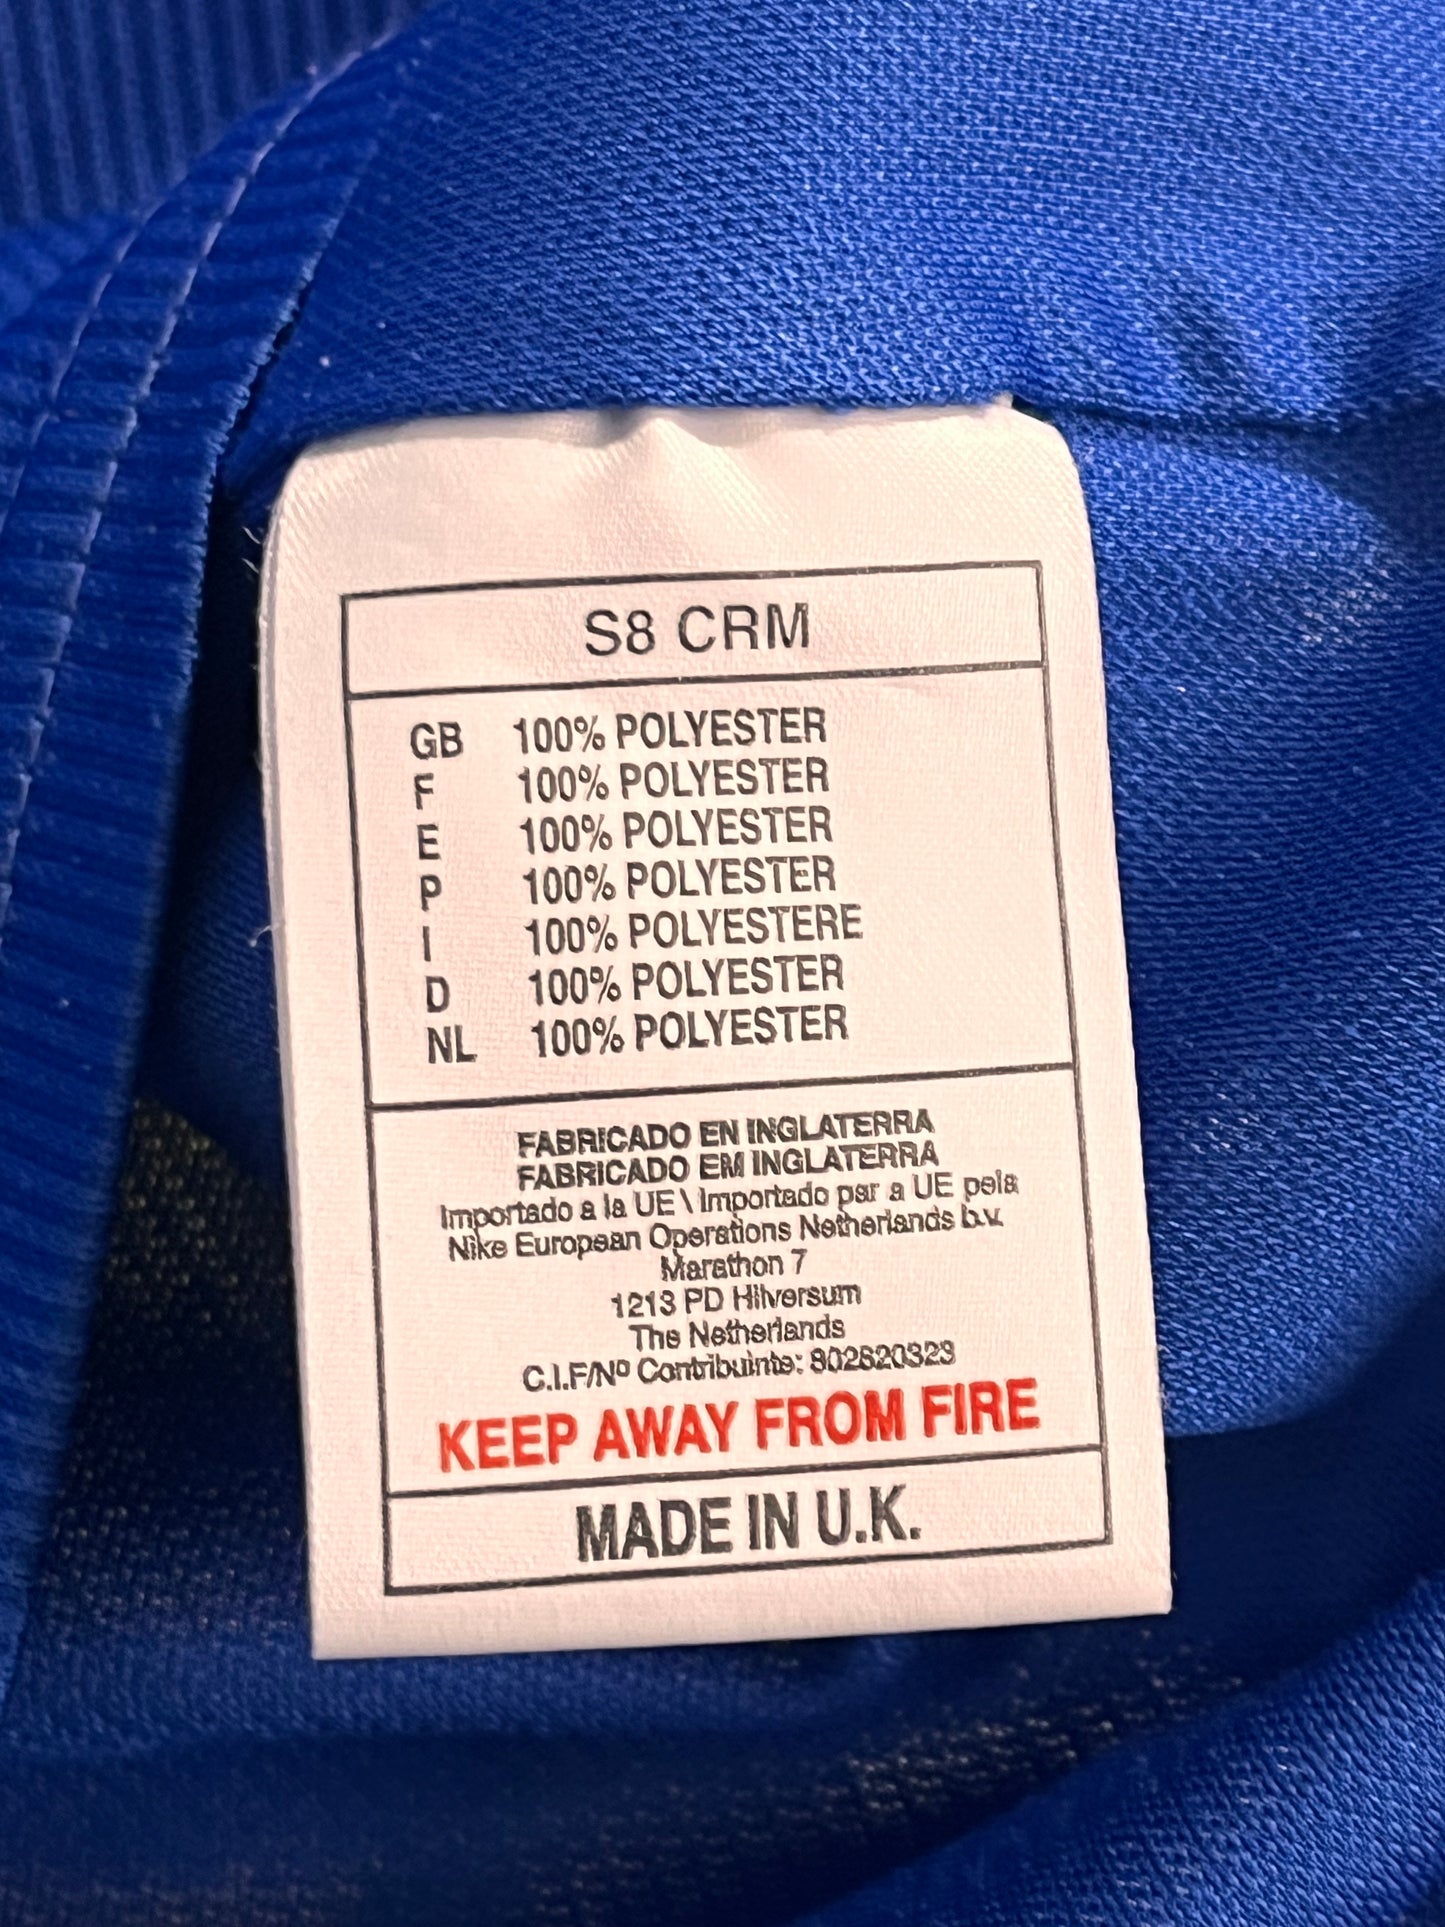 S8 CRM
GB 100% POLYESTER
F 100% POLYESTER
E 100% POLYESTER
P 100% POLYESTER
I 100% POLYESTERE
D 100% POLYESTER
NL 100% POLYESTER
FABRICADO EN INGLATERRA
FABRICADO EM INGLATERRA
Importado a la UE \ Importado par a UE pela
Nike European Operations Netherlands b.v.
Marathon 7
1213 PD Hilversum
The Netherlands
C.I.F/Nº Contribuinte: 802620323
KEEP AWAY FROM FIRE
MADE IN U.K.